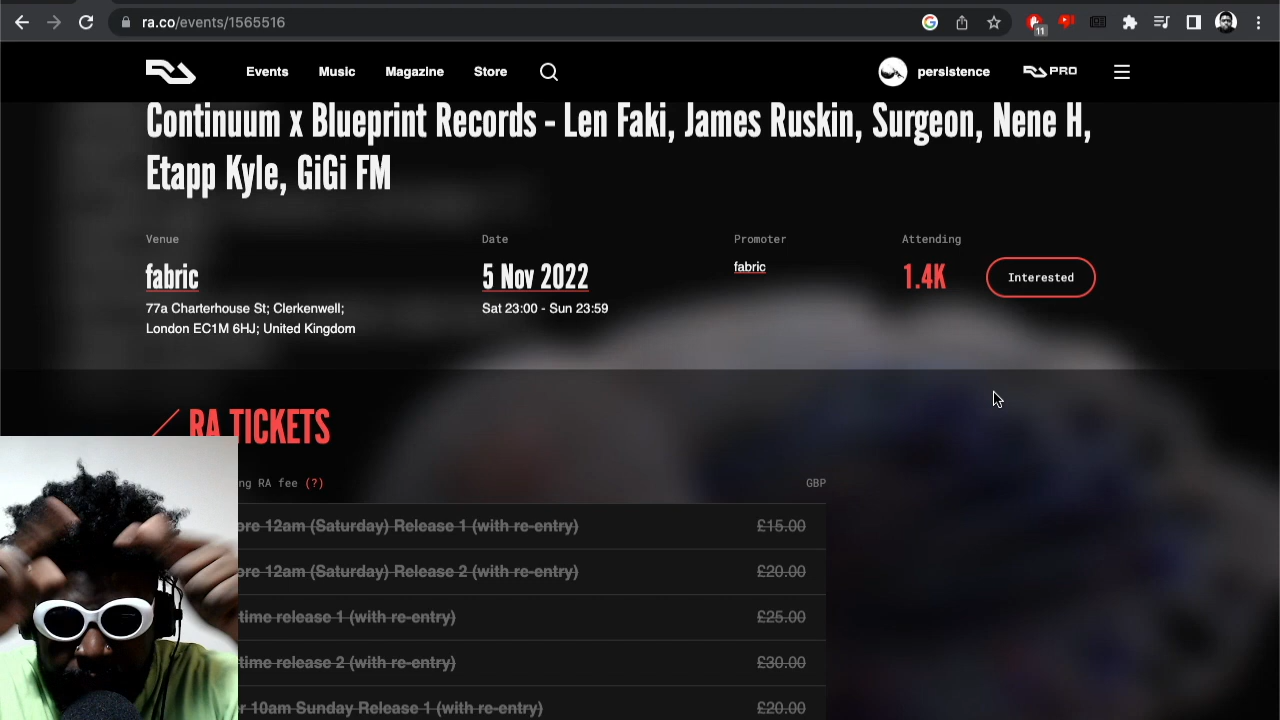 ra.co/events/1565516
11
Events Music Magazine Store
persistence
PRO
Continuum x Blueprint Records - Len Faki, James Ruskin, Surgeon, Nene H,
Etapp Kyle, GiGi FM
Venue
fabric
77a Charterhouse St; Clerkenwell;
London EC1M 6HJ; United Kingdom
Date
5 Nov 2022
Sat 23:00 - Sun 23:59
Promoter
fabric
Attending
1.4K
Interested
RA TICKETS
RA fee (?) GBP
12am (Saturday) Release 1 (with re-entry) £15.00
12am (Saturday) Release 2 (with re-entry) £20.00
time release 1 (with re-entry) £25.00
time release 2 (with re-entry) £30.00
10am Sunday Release 1 (with re-entry) £20.00